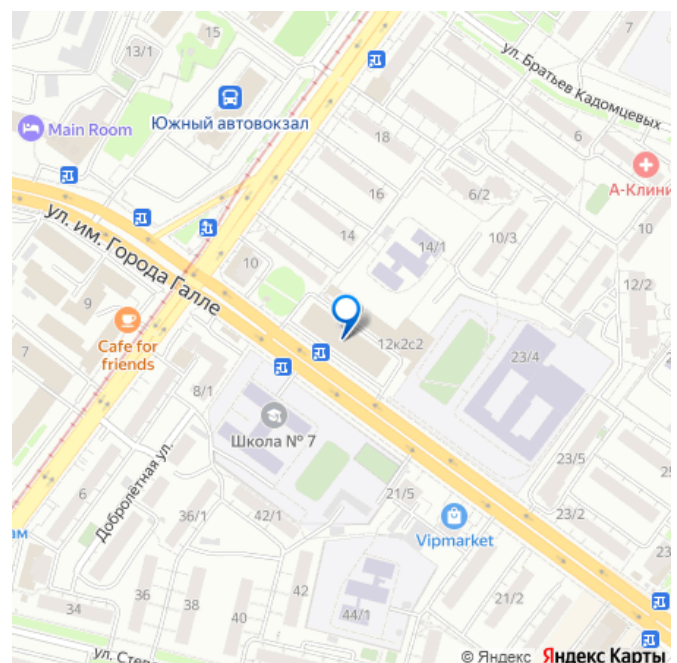 15
13/1
ул. Братьев Кадомцевых
Южный автовокзал
Main Room
18
6
А-Клини
16
6/2
10
14
14/1
10/3
ул. им. Города Галле
10
12/2
9
Cafe for
friends
7
12к2с2
23/4
8/1
Школа № 7
Добролётная ул.
23/5
6
36/1
42/1
21/5
23/2
Vipmarket
ам
23
42
38
36
34
40
44/1
21/2
ул. Степ
© Яндекс Яндекс Карты